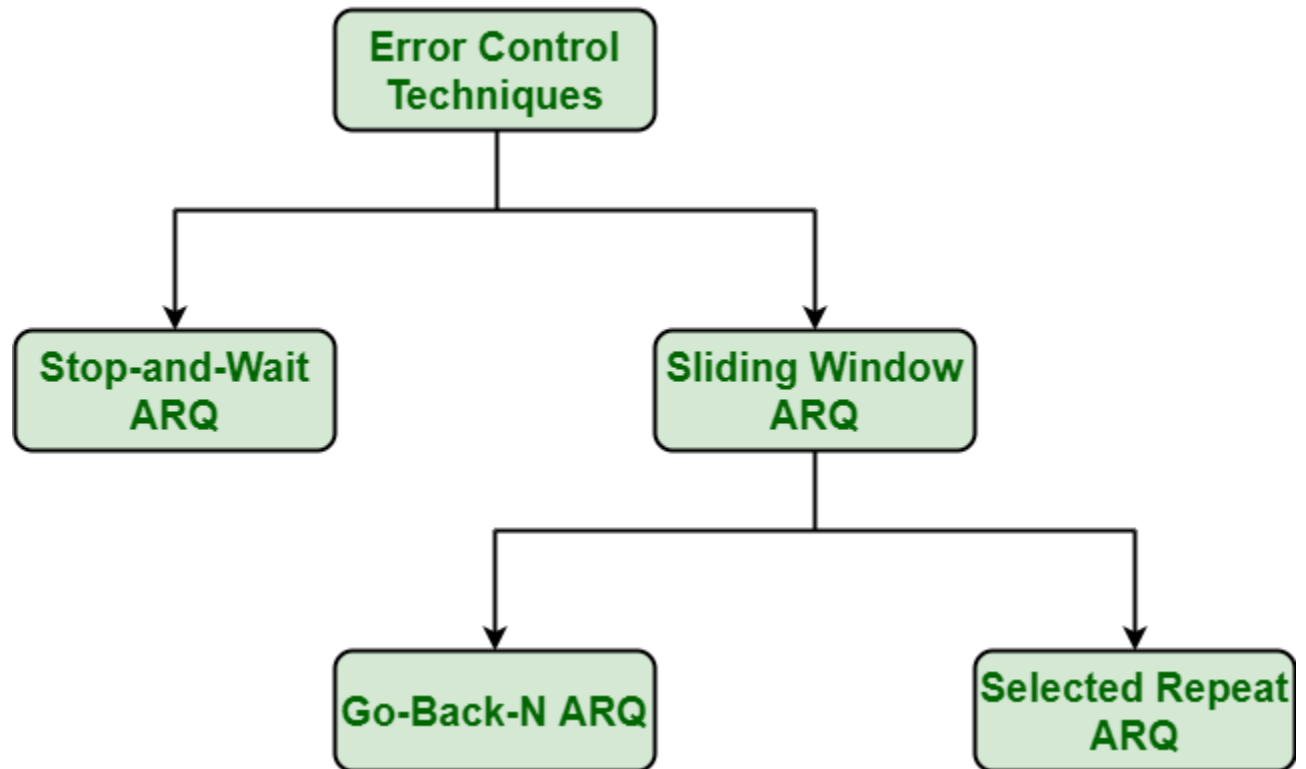 Error Control
Techniques
Stop-and-Wait
ARQ
Sliding Window
ARQ
Go-Back-N ARQ
Selected Repeat
ARQ